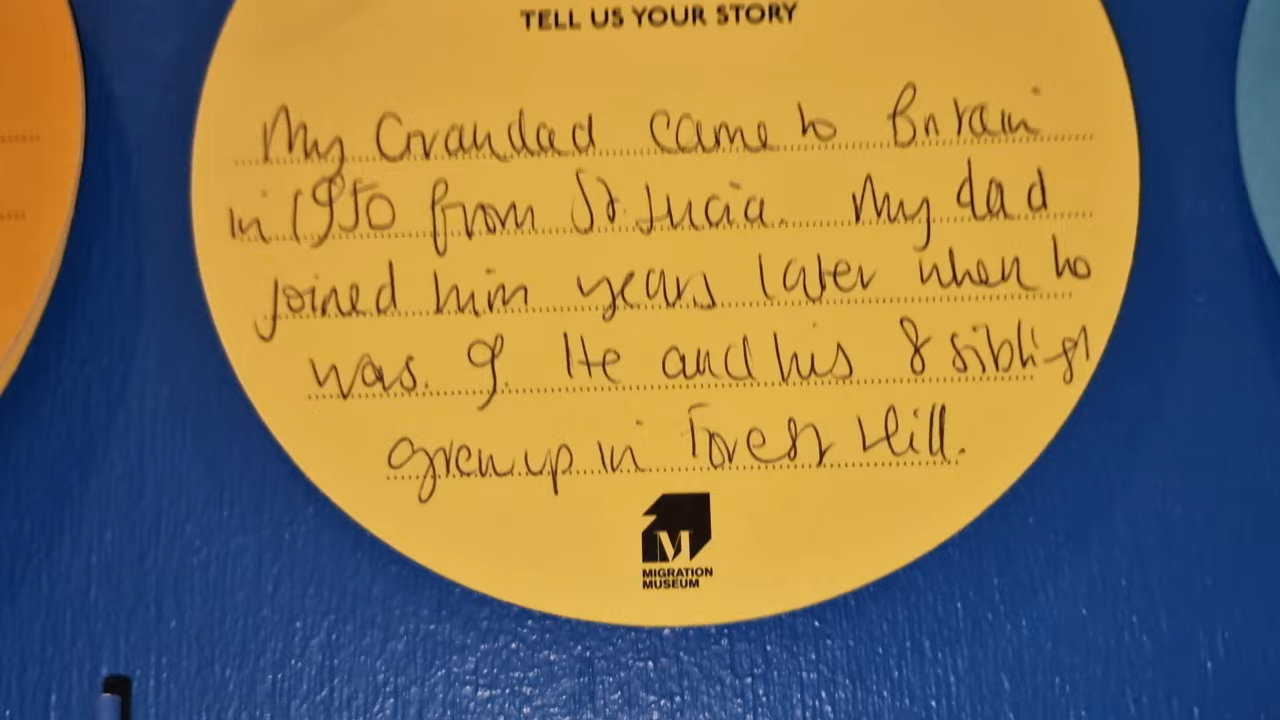 TELL US YOUR STORY
My Grandad came to Britain
in 1950 from St. Lucia. My dad
joined him years later when he
was 9. He and his 8 siblings
grew up in Forest Hill.
M
MIGRATION
MUSEUM